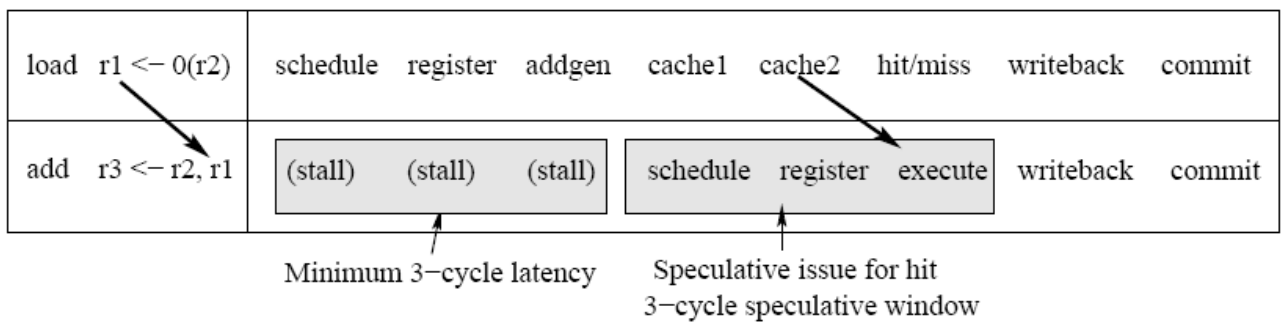 load r1 <− 0(r2) schedule register addgen cache1 cache2 hit/miss writeback commit
add r3 <− r2, r1 (stall) (stall) (stall) schedule register execute writeback commit
Minimum 3−cycle latency
Speculative issue for hit
3−cycle speculative window